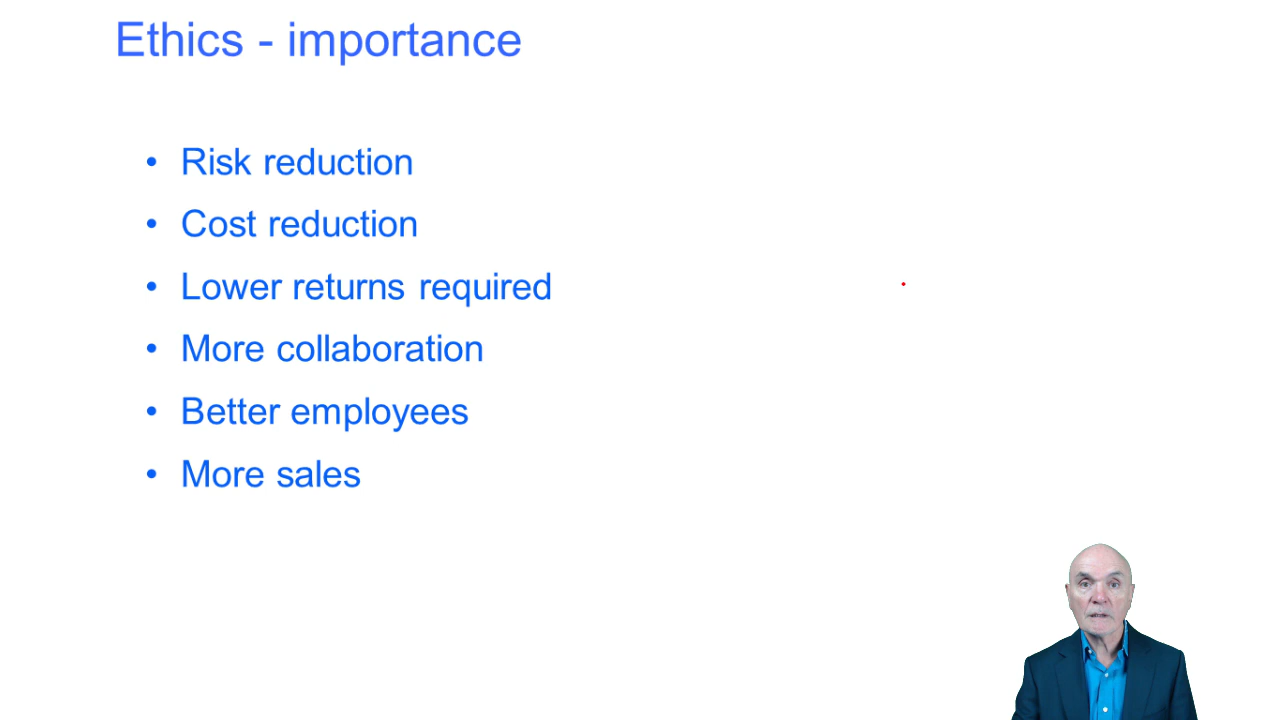 Ethics - importance
• Risk reduction
• Cost reduction
• Lower returns required
• More collaboration
• Better employees
• More sales